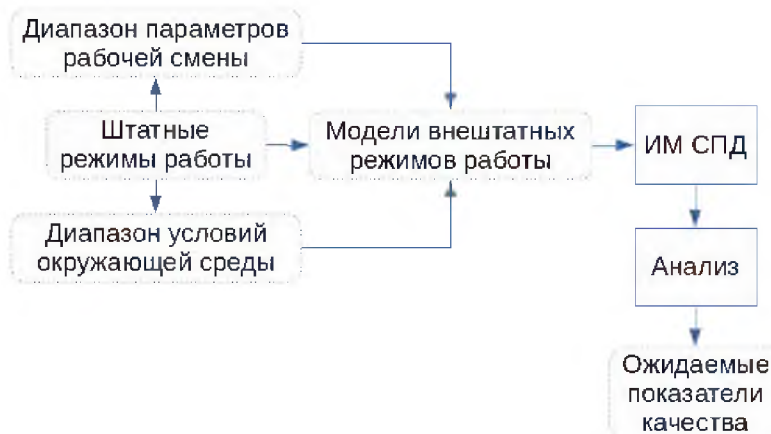 Диапазон параметров
рабочей смены
Штатные
режимы работы
Модели внештатных
режимов работы
ИМ СПД
Диапазон условий
окружающей среды
Анализ
Ожидаемые
показатели
качества